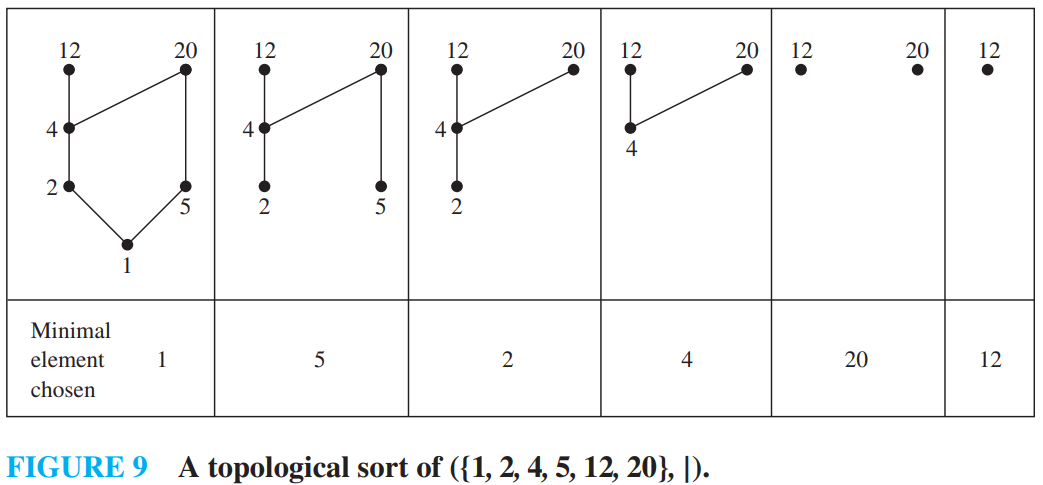 12 20 12 20 12 20 12 20 12 20 12
4 4 4
4
2 2 5 2
5
1
Minimal
element
chosen
1 5 2 4 20 12
FIGURE 9 A topological sort of ({1, 2, 4, 5, 12, 20}, |).